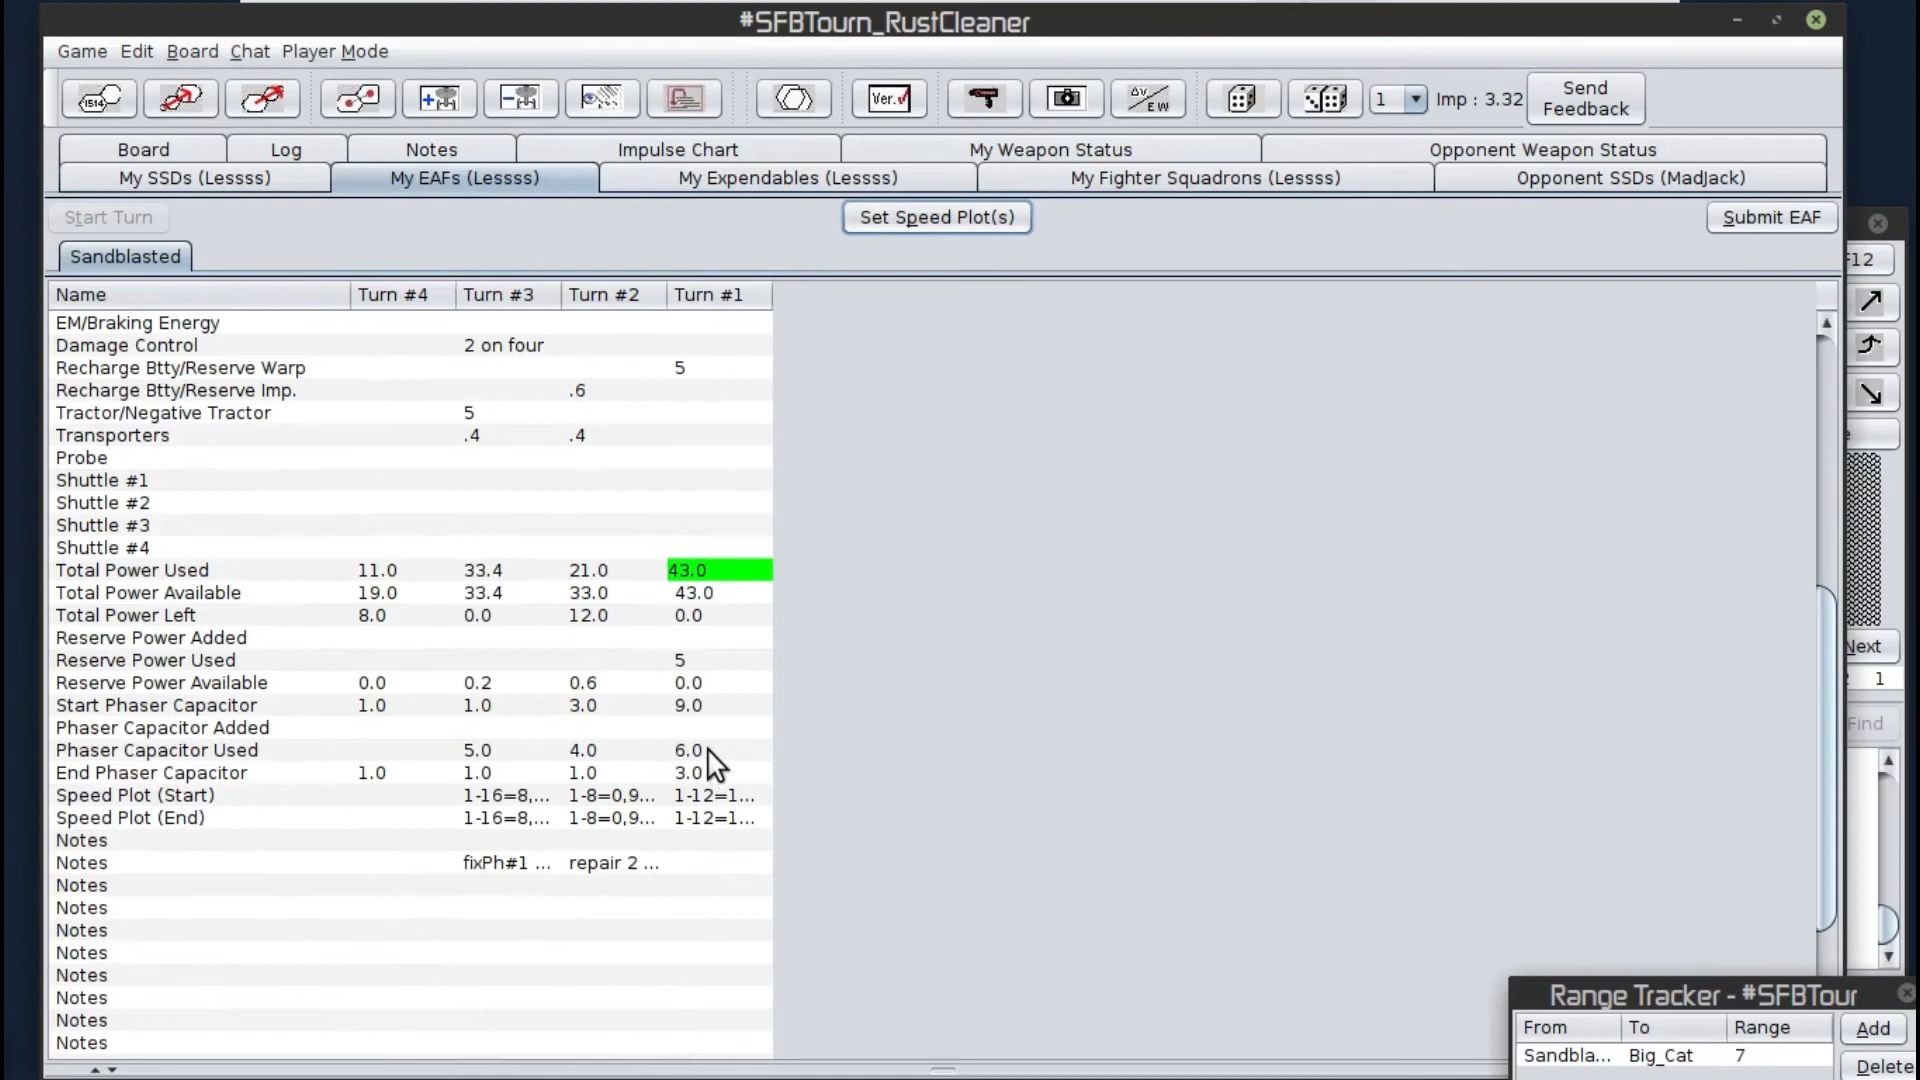 #SFBTourn_RustCleaner
Game Edit Board Chat Player Mode
1514 Ver. ΔV/EW 1 Imp : 3.32 Send Feedback
Board Log Notes Impulse Chart My Weapon Status Opponent Weapon Status
My SSDs (Lessss) My EAFs (Lessss) My Expendables (Lessss) My Fighter Squadrons (Lessss) Opponent SSDs (MadJack)
Start Turn Set Speed Plot(s) Submit EAF
Sandblasted
Name Turn #4 Turn #3 Turn #2 Turn #1
EM/Braking Energy
Damage Control 2 on four
Recharge Btty/Reserve Warp 5
Recharge Btty/Reserve Imp. .6
Tractor/Negative Tractor 5
Transporters .4 .4
Probe
Shuttle #1
Shuttle #2
Shuttle #3
Shuttle #4
Total Power Used 11.0 33.4 21.0 43.0
Total Power Available 19.0 33.4 33.0 43.0
Total Power Left 8.0 0.0 12.0 0.0
Reserve Power Added
Reserve Power Used 5
Reserve Power Available 0.0 0.2 0.6 0.0
Start Phaser Capacitor 1.0 1.0 3.0 9.0
Phaser Capacitor Added
Phaser Capacitor Used 5.0 4.0 6.0
End Phaser Capacitor 1.0 1.0 1.0 3.0
Speed Plot (Start) 1-16=8,... 1-8=0,9... 1-12=1...
Speed Plot (End) 1-16=8,... 1-8=0,9... 1-12=1...
Notes
Notes fixPh#1 ... repair 2 ...
Notes
Notes
Notes
Notes
Notes
Notes
Notes
Notes
F12
Next
1
Find
Range Tracker - #SFBTour
From To Range Add
Sandbla... Big_Cat 7 Delete